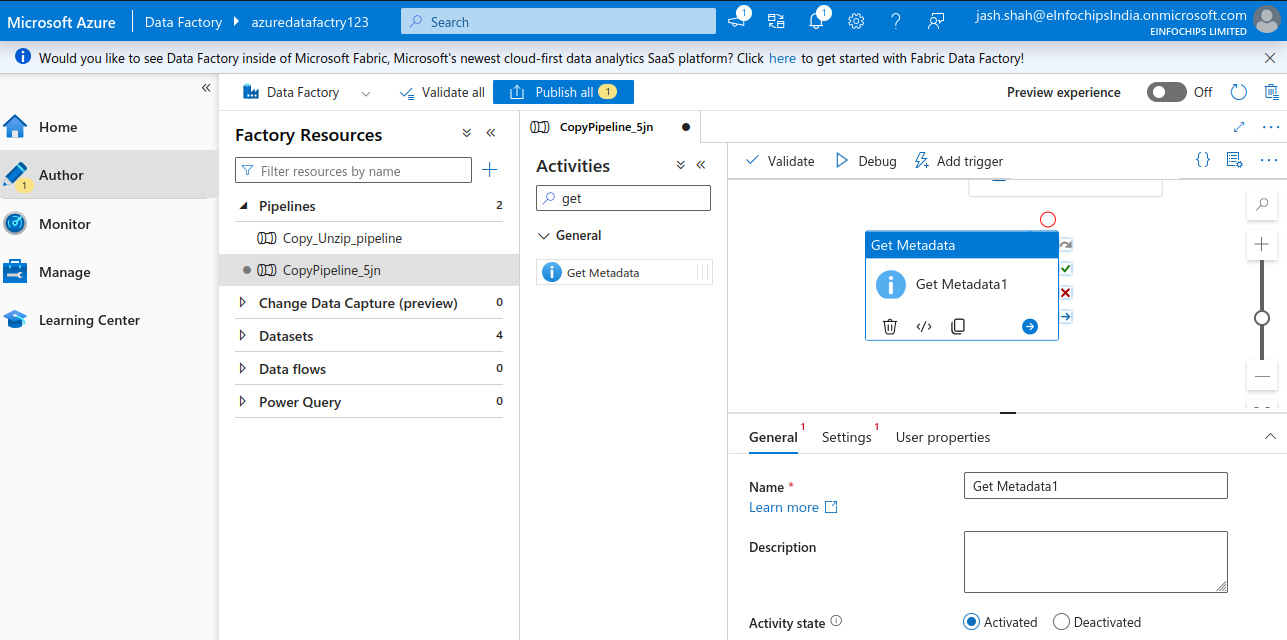 Microsoft Azure
Data Factory
azuredatafactry123
Search
1
1
jash.shah@eInfochipsIndia.onmicrosoft.com
EINFOCHIPS LIMITED
Would you like to see Data Factory inside of Microsoft Fabric, Microsoft's newest cloud-first data analytics SaaS platform? Click here to get started with Fabric Data Factory!
Home
Author
1
Monitor
Manage
Learning Center
Data Factory
Validate all
Publish all 1
Preview experience
Off
Factory Resources
Filter resources by name
Pipelines 2
Copy_Unzip_pipeline
CopyPipeline_5jn
Change Data Capture (preview) 0
Datasets 4
Data flows 0
Power Query 0
CopyPipeline_5jn
Activities
get
General
Get Metadata
Validate
Debug
Add trigger
Get Metadata
Get Metadata1
General 1
Settings 1
User properties
Name *
Get Metadata1
Learn more
Description
Activity state
Activated
Deactivated